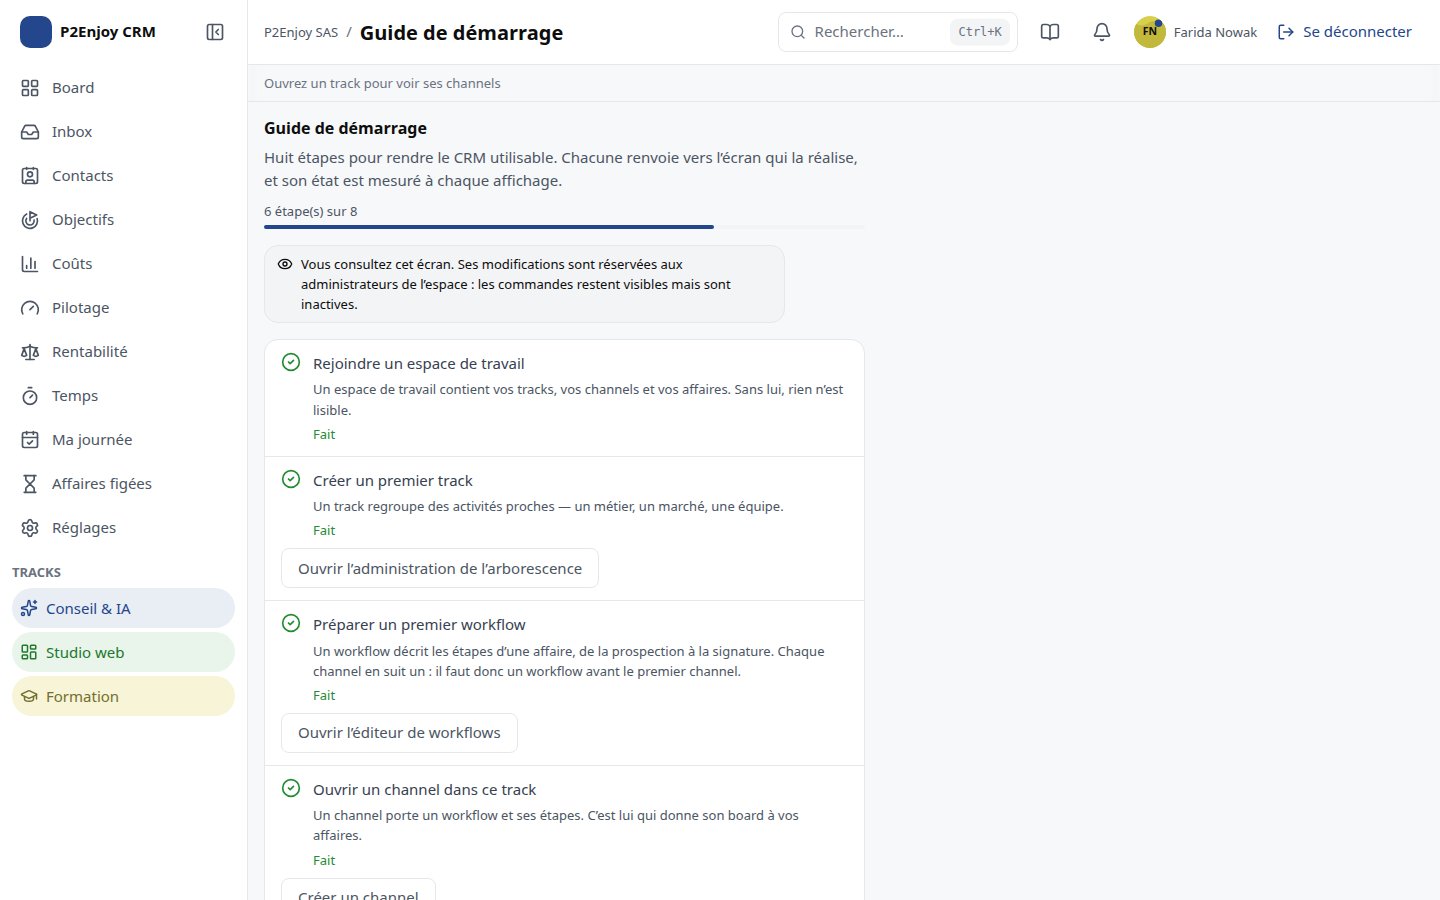 P2Enjoy CRM
P2Enjoy SAS / Guide de démarrage
Rechercher... Ctrl+K
FN Farida Nowak
Se déconnecter
Board
Inbox
Contacts
Objectifs
Coûts
Pilotage
Rentabilité
Temps
Ma journée
Affaires figées
Réglages
TRACKS
Conseil & IA
Studio web
Formation
Ouvrez un track pour voir ses channels
Guide de démarrage
Huit étapes pour rendre le CRM utilisable. Chacune renvoie vers l’écran qui la réalise,
et son état est mesuré à chaque affichage.
6 étape(s) sur 8
Vous consultez cet écran. Ses modifications sont réservées aux
administrateurs de l’espace : les commandes restent visibles mais sont
inactives.
Rejoindre un espace de travail
Un espace de travail contient vos tracks, vos channels et vos affaires. Sans lui, rien n’est
lisible.
Fait
Créer un premier track
Un track regroupe des activités proches — un métier, un marché, une équipe.
Fait
Ouvrir l’administration de l’arborescence
Préparer un premier workflow
Un workflow décrit les étapes d’une affaire, de la prospection à la signature. Chaque
channel en suit un : il faut donc un workflow avant le premier channel.
Fait
Ouvrir l’éditeur de workflows
Ouvrir un channel dans ce track
Un channel porte un workflow et ses étapes. C’est lui qui donne son board à vos
affaires.
Fait
Créer un channel